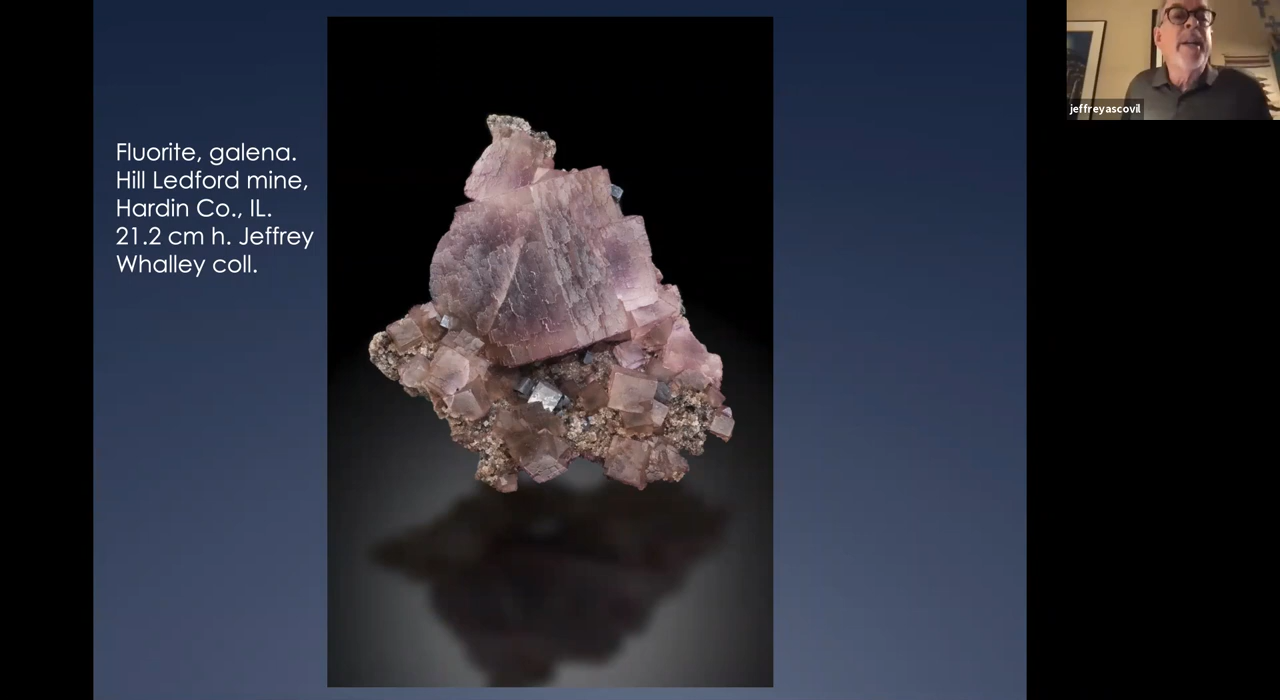 Fluorite, galena.
Hill Ledford mine,
Hardin Co., IL.
21.2 cm h. Jeffrey
Whalley coll.
jeffreyascovil